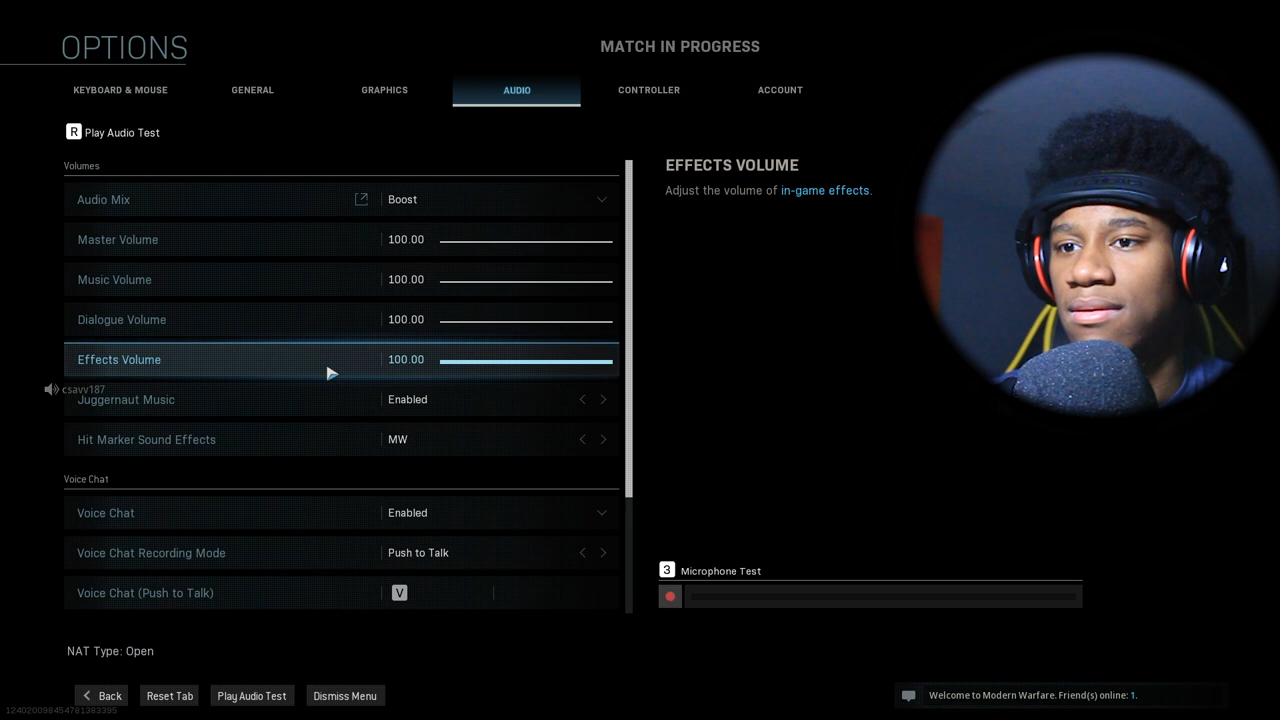 OPTIONS
MATCH IN PROGRESS
KEYBOARD & MOUSE GENERAL GRAPHICS AUDIO CONTROLLER ACCOUNT
R Play Audio Test
Volumes
Audio Mix Boost
Master Volume 100.00
Music Volume 100.00
Dialogue Volume 100.00
Effects Volume 100.00
csavv187
Juggernaut Music Enabled
Hit Marker Sound Effects MW
Voice Chat
Voice Chat Enabled
Voice Chat Recording Mode Push to Talk
Voice Chat (Push to Talk) V
EFFECTS VOLUME
Adjust the volume of in-game effects.
3 Microphone Test
NAT Type: Open
Back Reset Tab Play Audio Test Dismiss Menu
Welcome to Modern Warfare. Friend(s) online: 1.
124020098454781383395